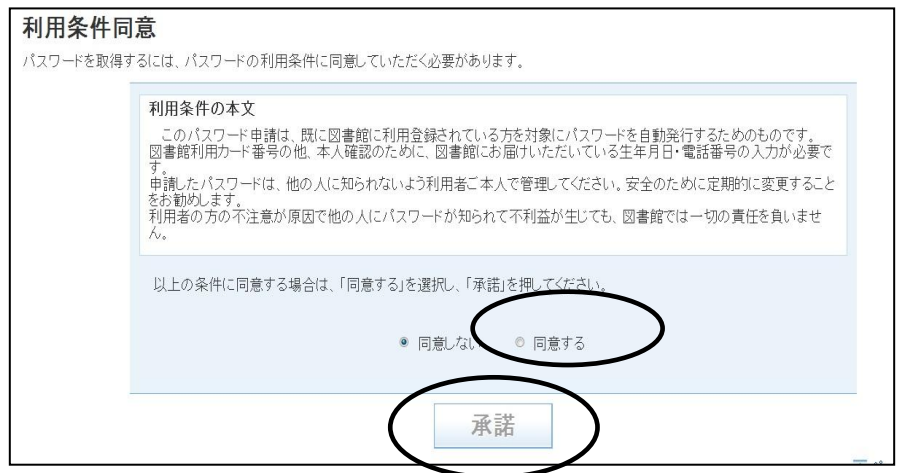 利用条件同意
パスワードを取得するには、パスワードの利用条件に同意していただく必要があります。
利用条件の本文
このパスワード申請は、既に図書館に利用登録されている方を対象にパスワードを自動発行するためのものです。
図書館利用カード番号の他、本人確認のために、図書館にお届けいただいている生年月日・電話番号の入力が必要で
す。
申請したパスワードは、他の人に知られないよう利用者ご本人で管理してください。安全のために定期的に変更すること
をお勧めします。
利用者の方の不注意が原因で他の人にパスワードが知られて不利益が生じても、図書館では一切の責任を負いませ
ん。
以上の条件に同意する場合は、「同意する」を選択し、「承諾」を押してください。
同意しない 同意する
承諾